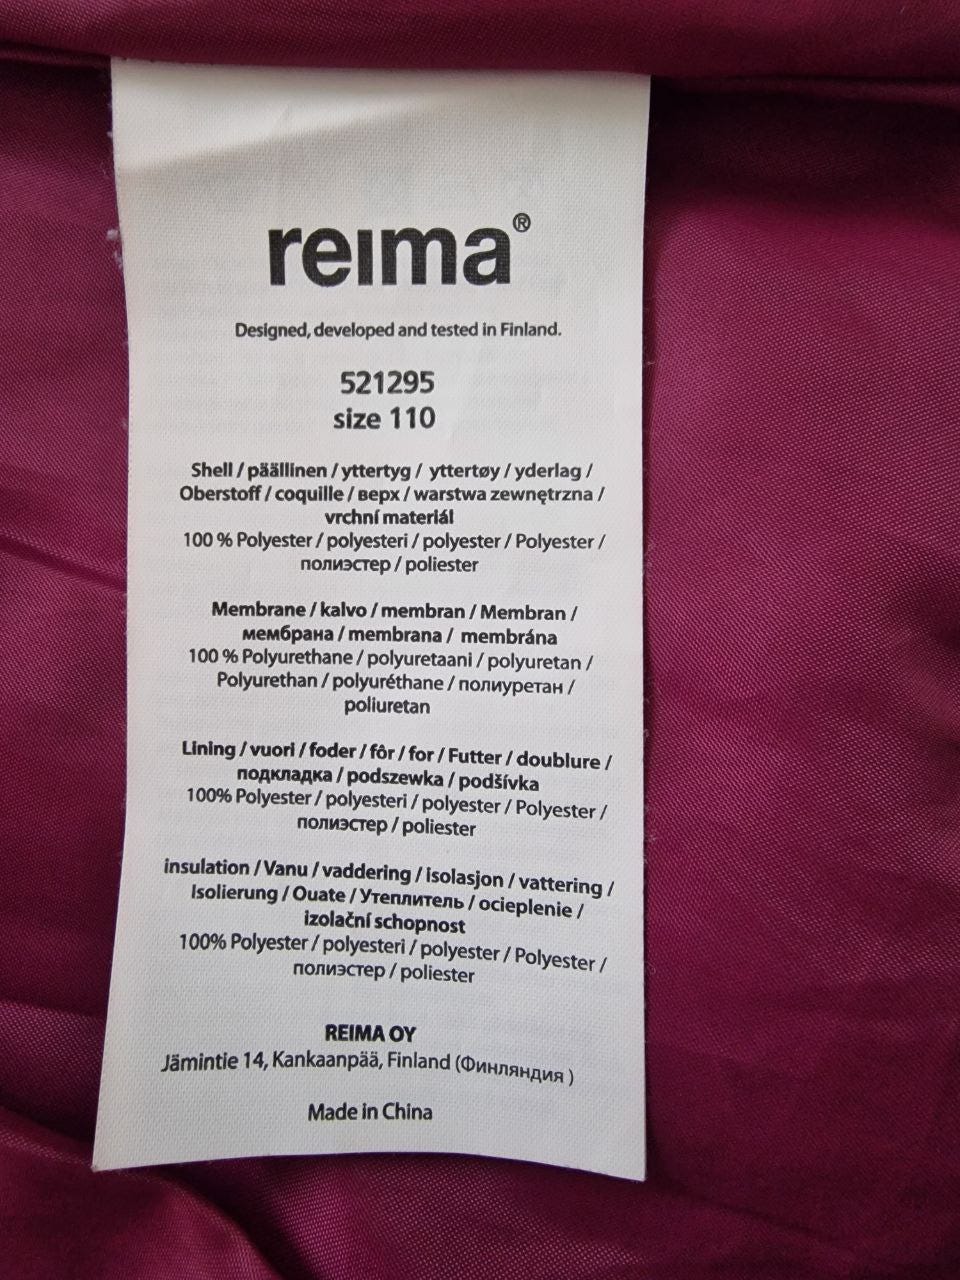 reima®
Designed, developed and tested in Finland.
521295
size 110
Shell / päällinen / yttertyg / yttertøy / yderlag /
Oberstoff / coquille / верх / warstwa zewnętrzna /
vrchní materiál
100 % Polyester / polyesteri / polyester / Polyester /
полиэстер / poliester
Membrane / kalvo / membran / Membran /
мембрана / membrana / membrána
100 % Polyurethane / polyuretaani / polyuretan /
Polyurethan / polyuréthane / полиуретан /
poliuretan
Lining / vuori / foder / fôr / for / Futter / doublure /
подкладка / podszewka / podšívka
100% Polyester / polyesteri / polyester / Polyester /
полиэстер / poliester
insulation / Vanu / vaddering / isolasjon / vattering /
Isolierung / Ouate / Утеплитель / ocieplenie /
izolační schopnost
100% Polyester / polyesteri / polyester / Polyester /
полиэстер / poliester
REIMA OY
Jämintie 14, Kankaanpää, Finland (Финляндия )
Made in China